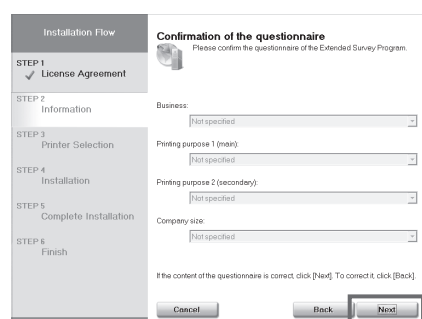 Installation Flow
STEP 1
License Agreement
STEP 2
Information
STEP 3
Printer Selection
STEP 4
Installation
STEP 5
Complete Installation
STEP 6
Finish
Confirmation of the questionnaire
Please confirm the questionnaire of the Extended Survey Program.
Business:
Not specified
Printing purpose 1 (main):
Not specified
Printing purpose 2 (secondary):
Not specified
Company size:
Not specified
If the content of the questionnaire is correct, click [Next]. To correct it, click [Back].
Cancel
Back
Next